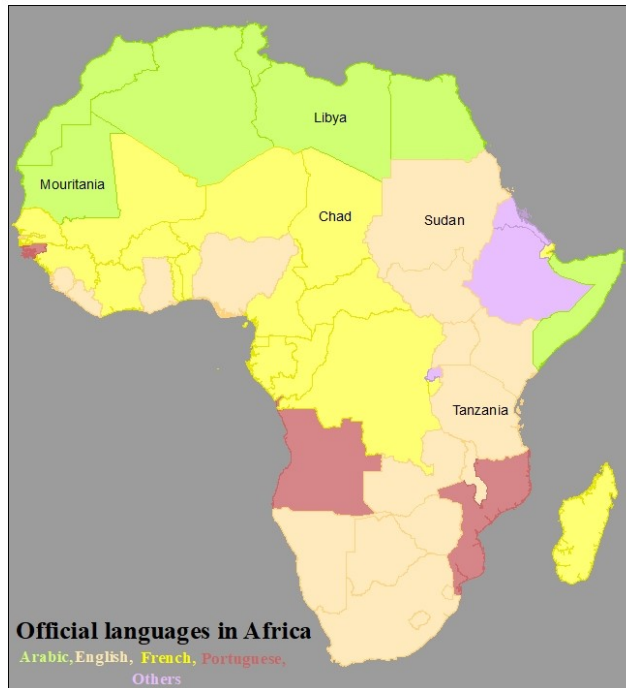 Libya
Mouritania
Chad
Sudan
Tanzania
Official languages in Africa
Arabic, English, French, Portuguese,
Others